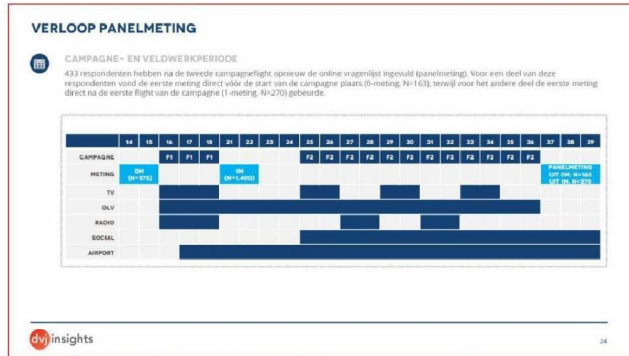 VERLOOP PANELMETING
CAMPAGNE- EN VELDWERKPERIODE
433 respondenten hebben na de tweede campagneflight opnieuw de online vragenlijst ingevuld (panelmeting). Voor een deel van deze
respondenten vond de eerste meting direct vóór de start van de campagne plaats (0-meting, N=163), terwijl voor het andere deel de eerste meting
direct na de eerste flight van de campagne (1-meting, N=270) gebeurde.
14 15 16 17 18 21 22 23 24 25 26 27 28 29 30 31 32 33 34 35 36 37 38 39
CAMPAGNE F1 F1 F1 F2 F2 F2 F2 F2 F2 F2 F2 F2 F2 F2 F2
METING 0M 1M PANELMETING
(N=575) (N=1.400) UIT 0M: N=163
UIT 1M: N=270
TV
OLV
RADIO
SOCIAL
AIRPORT
dvj insights
24